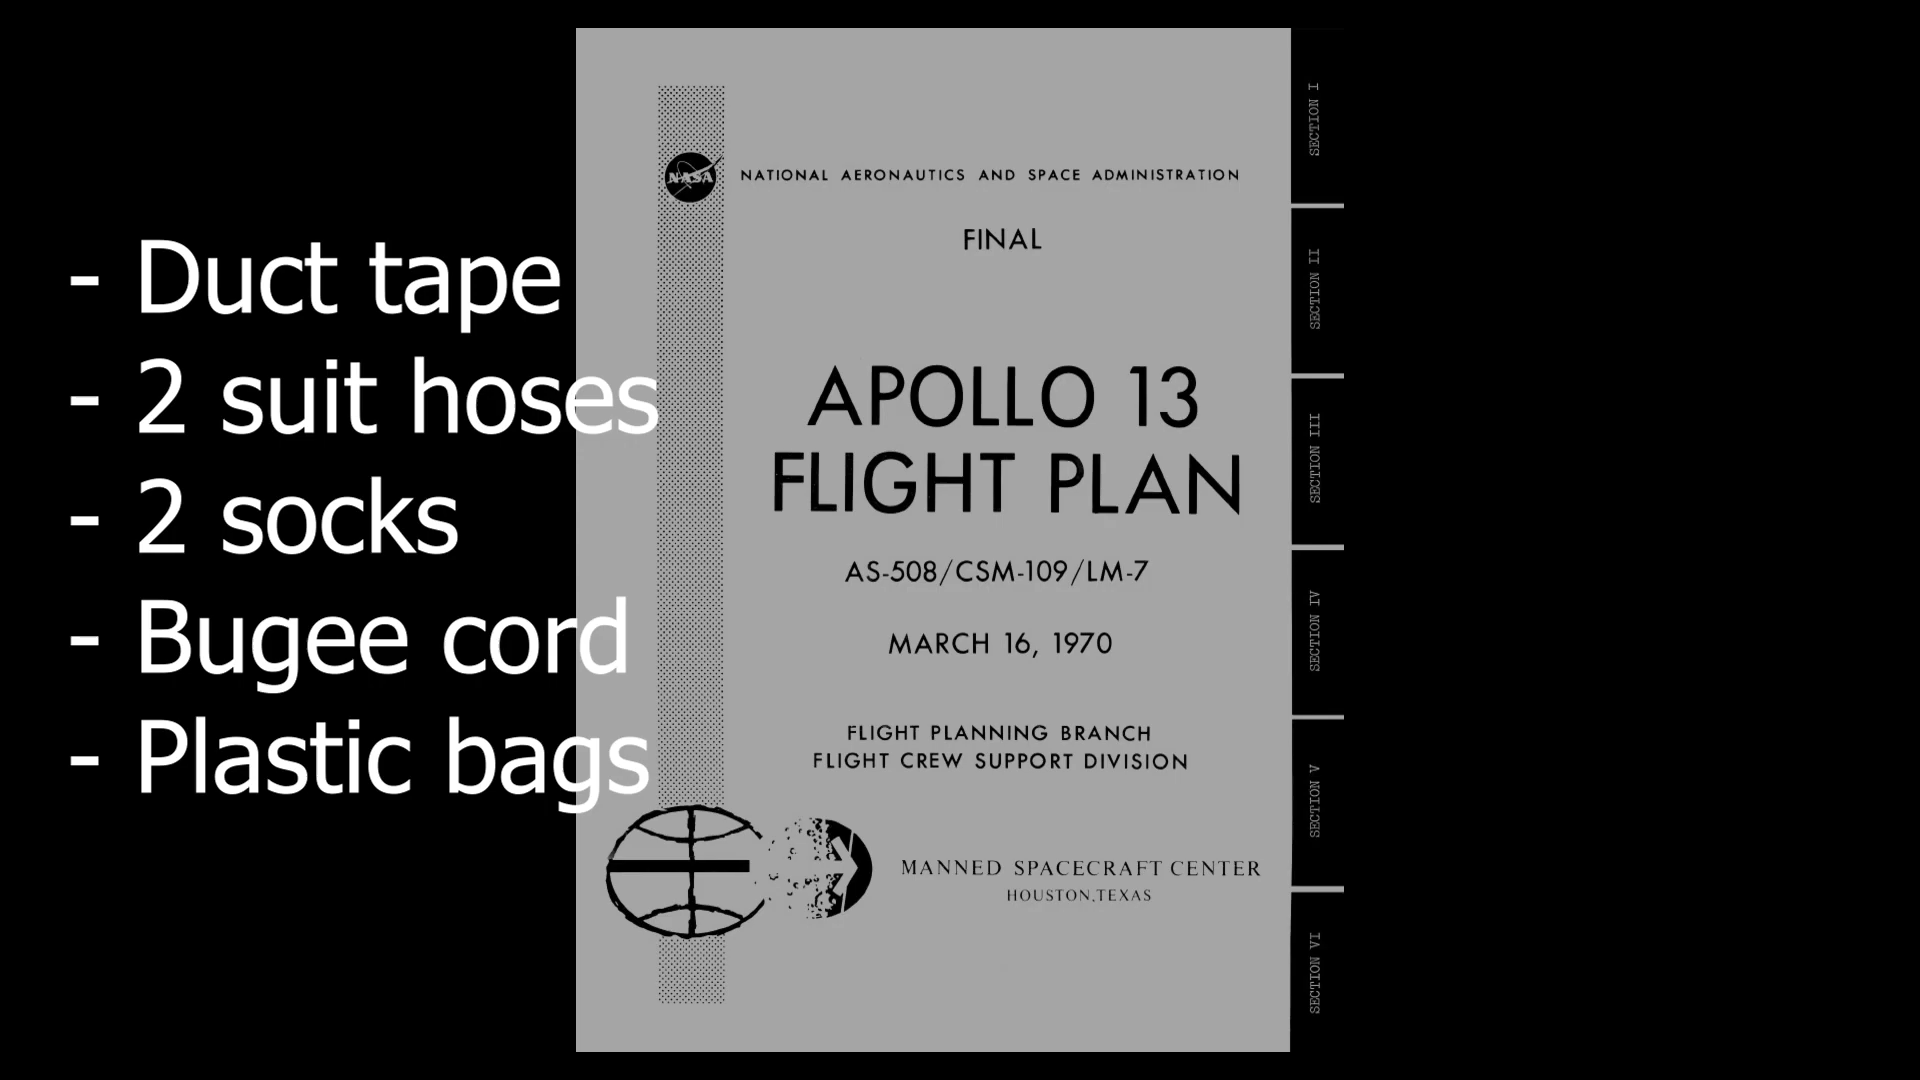 - Duct tape
- 2 suit hoses
- 2 socks
- Bugee cord
- Plastic bags
NASA
NATIONAL AERONAUTICS AND SPACE ADMINISTRATION
FINAL
APOLLO 13
FLIGHT PLAN
AS-508/CSM-109/LM-7
MARCH 16, 1970
FLIGHT PLANNING BRANCH
FLIGHT CREW SUPPORT DIVISION
MANNED SPACECRAFT CENTER
HOUSTON,TEXAS
SECTION I
SECTION II
SECTION III
SECTION IV
SECTION V
SECTION VI